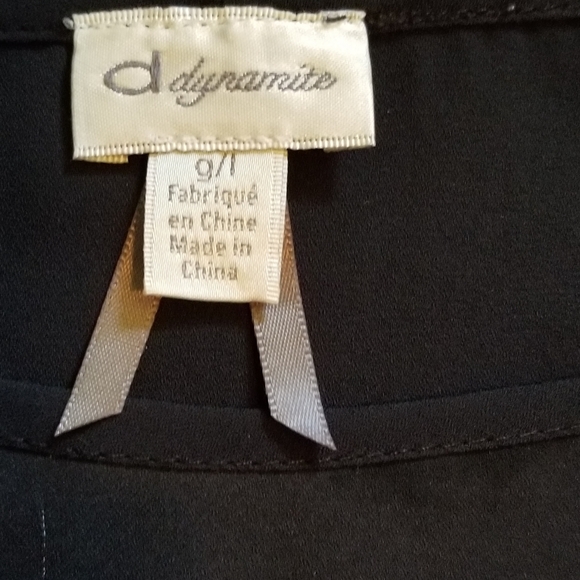 d dynamite
g/l
Fabriqué
en Chine
Made in
China